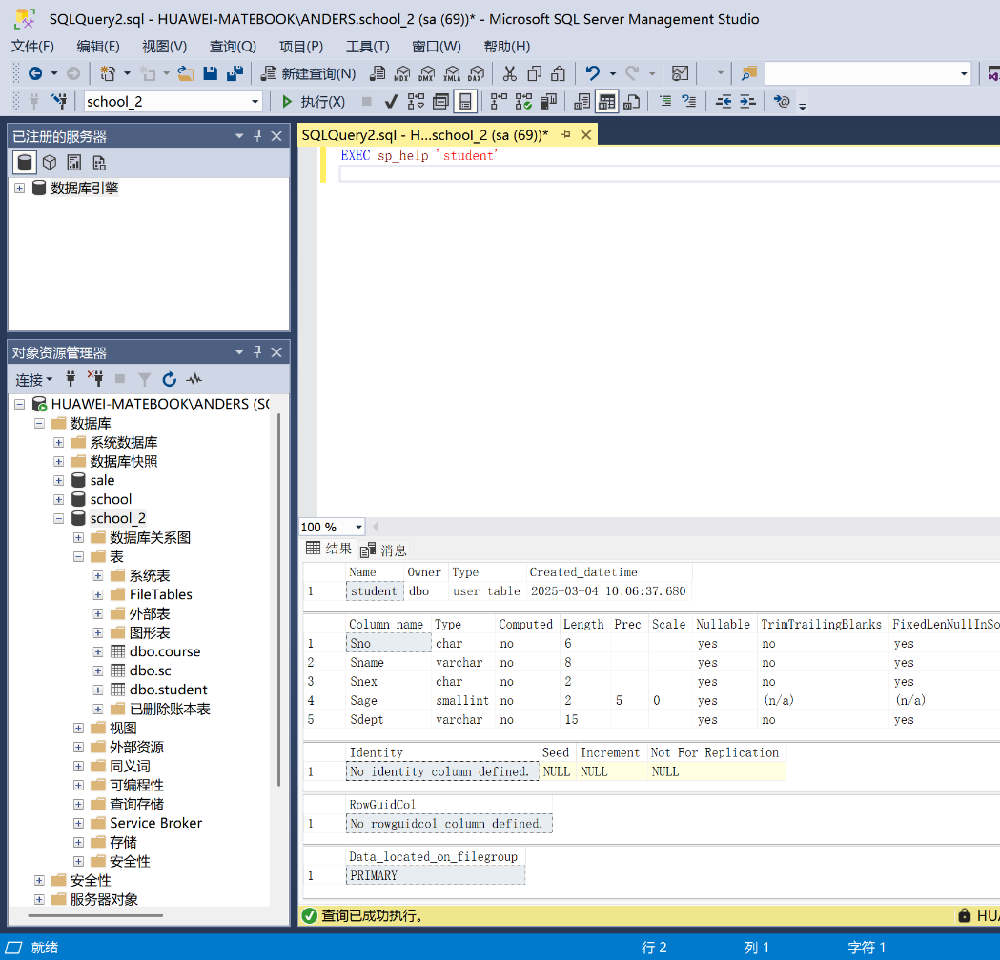 SQLQuery2.sql - HUAWEI-MATEBOOK\ANDERS.school_2 (sa (69))* - Microsoft SQL Server Management Studio
文件(F) 编辑(E) 视图(V) 查询(Q) 项目(P) 工具(T) 窗口(W) 帮助(H)
新建查询(N) MDX DMX XMLA DAX
school_2 执行(X)
已注册的服务器
数据库引擎
对象资源管理器
连接
HUAWEI-MATEBOOK\ANDERS (SQ
数据库
系统数据库
数据库快照
sale
school
school_2
数据库关系图
表
系统表
FileTables
外部表
图形表
dbo.course
dbo.sc
dbo.student
已删除账本表
视图
外部资源
同义词
可编程性
查询存储
Service Broker
存储
安全性
安全性
服务器对象
SQLQuery2.sql - H...school_2 (sa (69))*
EXEC sp_help 'student'
100 %
结果 消息
Name Owner Type Created_datetime
1 student dbo user table 2025-03-04 10:06:37.680
Column_name Type Computed Length Prec Scale Nullable TrimTrailingBlanks FixedLenNullInSo
1 Sno char no 6 yes no yes
2 Sname varchar no 8 yes no yes
3 Snex char no 2 yes no yes
4 Sage smallint no 2 5 0 yes (n/a) (n/a)
5 Sdept varchar no 15 yes no yes
Identity Seed Increment Not For Replication
1 No identity column defined. NULL NULL NULL
RowGuidCol
1 No rowguidcol column defined.
Data_located_on_filegroup
1 PRIMARY
查询已成功执行。 HUA
就绪 行 2 列 1 字符 1